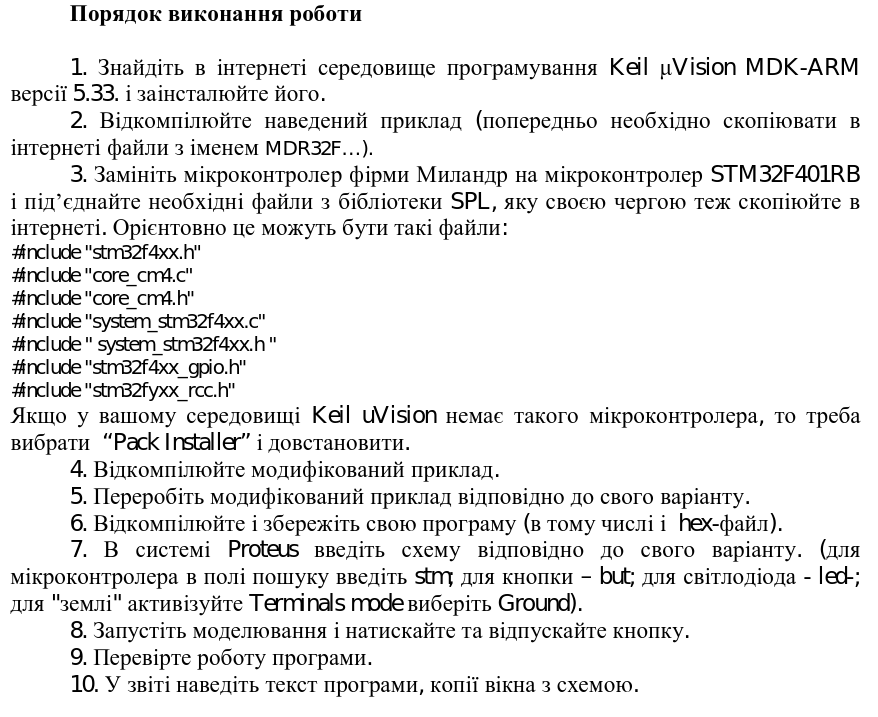 Порядок виконання роботи
1. Знайдіть в інтернеті середовище програмування Keil μVision MDK-ARM
версії 5.33. і заінсталюйте його.
2. Відкомпілюйте наведений приклад (попередньо необхідно скопіювати в
інтернеті файли з іменем MDR32F…).
3. Замініть мікроконтролер фірми Миландр на мікроконтролер STM32F401RB
і під’єднайте необхідні файли з бібліотеки SPL, яку своєю чергою теж скопіюйте в
інтернеті. Орієнтовно це можуть бути такі файли:
#include "stm32f4xx.h"
#include "core_cm4.c"
#include "core_cm4.h"
#include "system_stm32f4xx.c"
#include " system_stm32f4xx.h "
#include "stm32f4xx_gpio.h"
#include "stm32fyxx_rcc.h"
Якщо у вашому середовищі Keil uVision немає такого мікроконтролера, то треба
вибрати “Pack Installer” і довстановити.
4. Відкомпілюйте модифікований приклад.
5. Переробіть модифікований приклад відповідно до свого варіанту.
6. Відкомпілюйте і збережіть свою програму (в тому числі і hex-файл).
7. В системі Proteus введіть схему відповідно до свого варіанту. (для
мікроконтролера в полі пошуку введіть stm; для кнопки – but; для світлодіода - led-;
для "землі" активізуйте Terminals mode виберіть Ground).
8. Запустіть моделювання і натискайте та відпускайте кнопку.
9. Перевірте роботу програми.
10. У звіті наведіть текст програми, копії вікна з схемою.